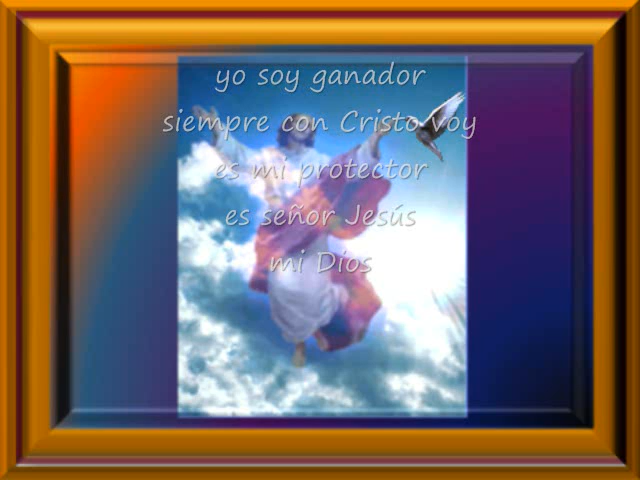 yo soy ganador
siempre con Cristo voy
es mi protector
es señor Jesús
mi Dios